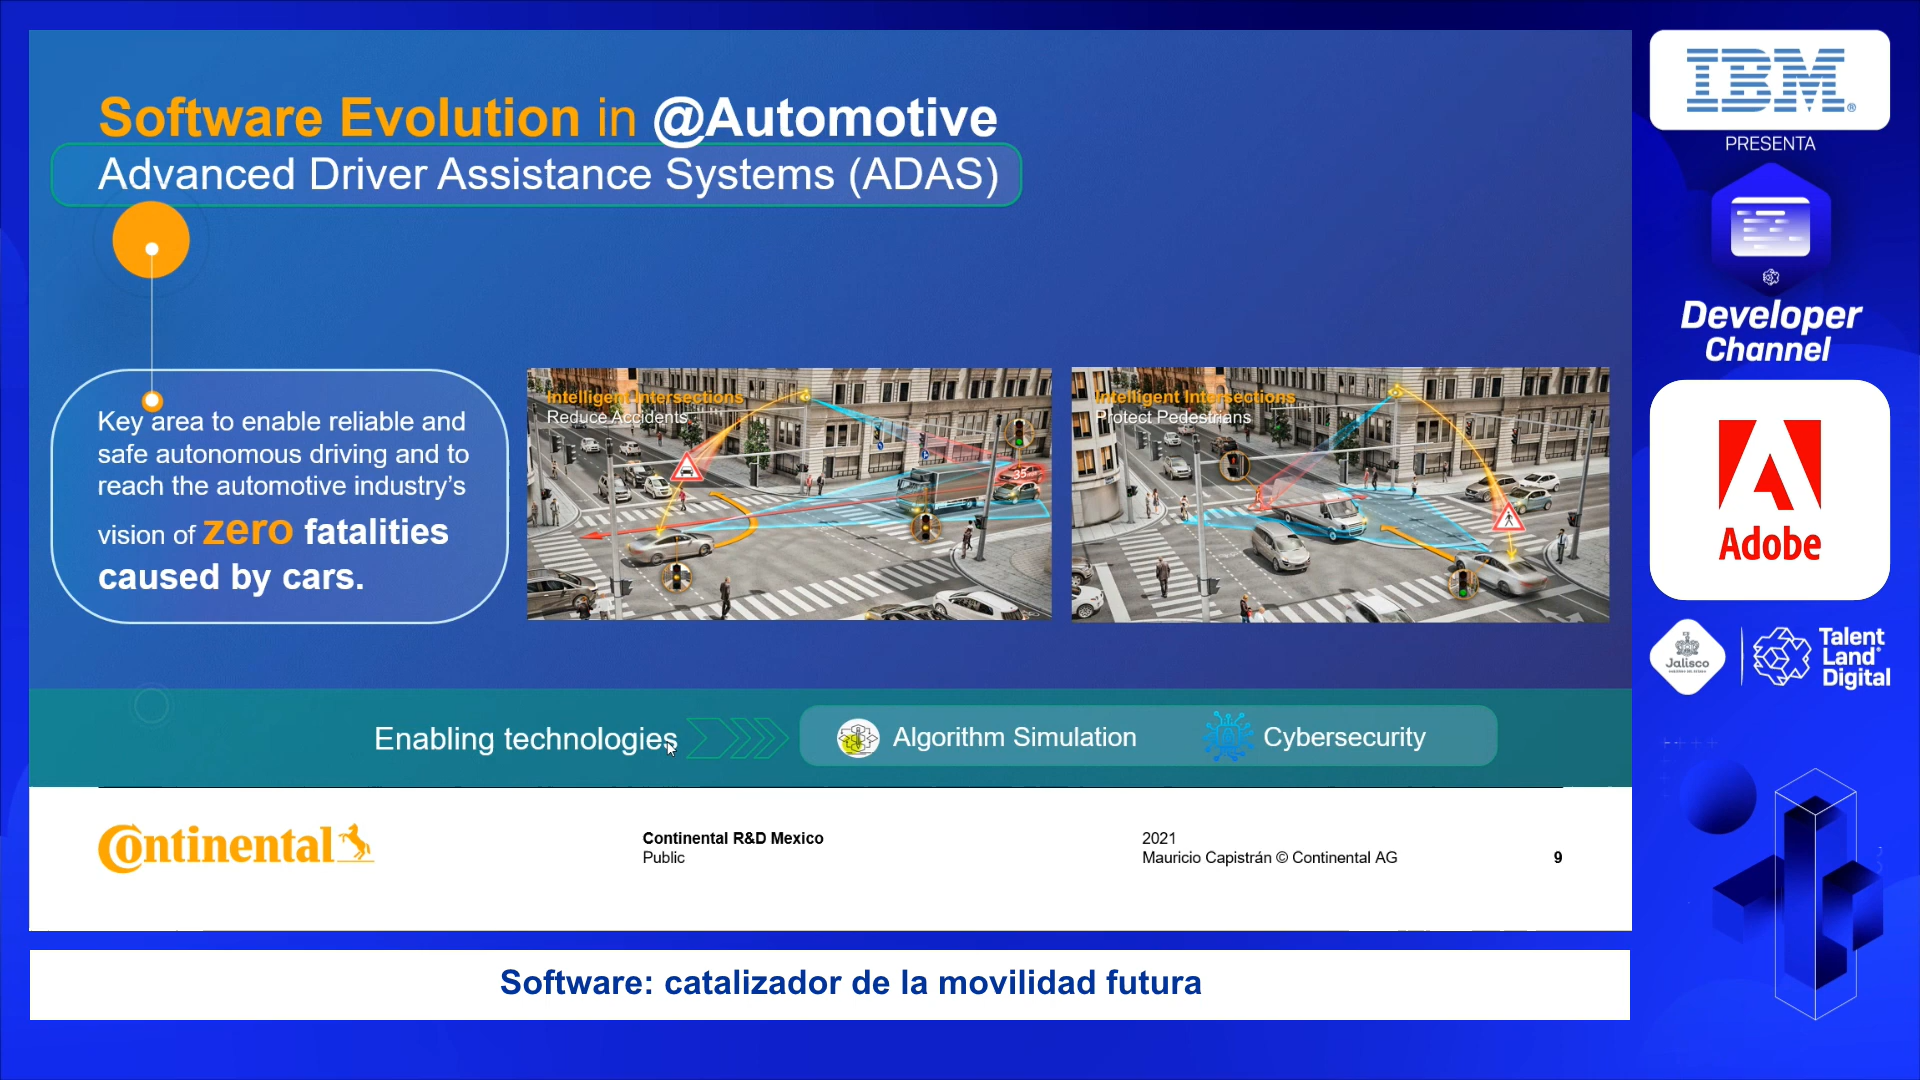 Software Evolution in @Automotive
Advanced Driver Assistance Systems (ADAS)
Key area to enable reliable and
safe autonomous driving and to
reach the automotive industry's
vision of zero fatalities
caused by cars.
Intelligent Intersections
Reduce Accidents
35
Intelligent Intersections
Protect Pedestrians
Enabling technologies
Algorithm Simulation
Cybersecurity
Continental
Continental R&D Mexico
Public
2021
Mauricio Capistrán © Continental AG
9
Software: catalizador de la movilidad futura
IBM®
PRESENTA
Developer
Channel
Adobe
Jalisco
Talent
Land®
Digital